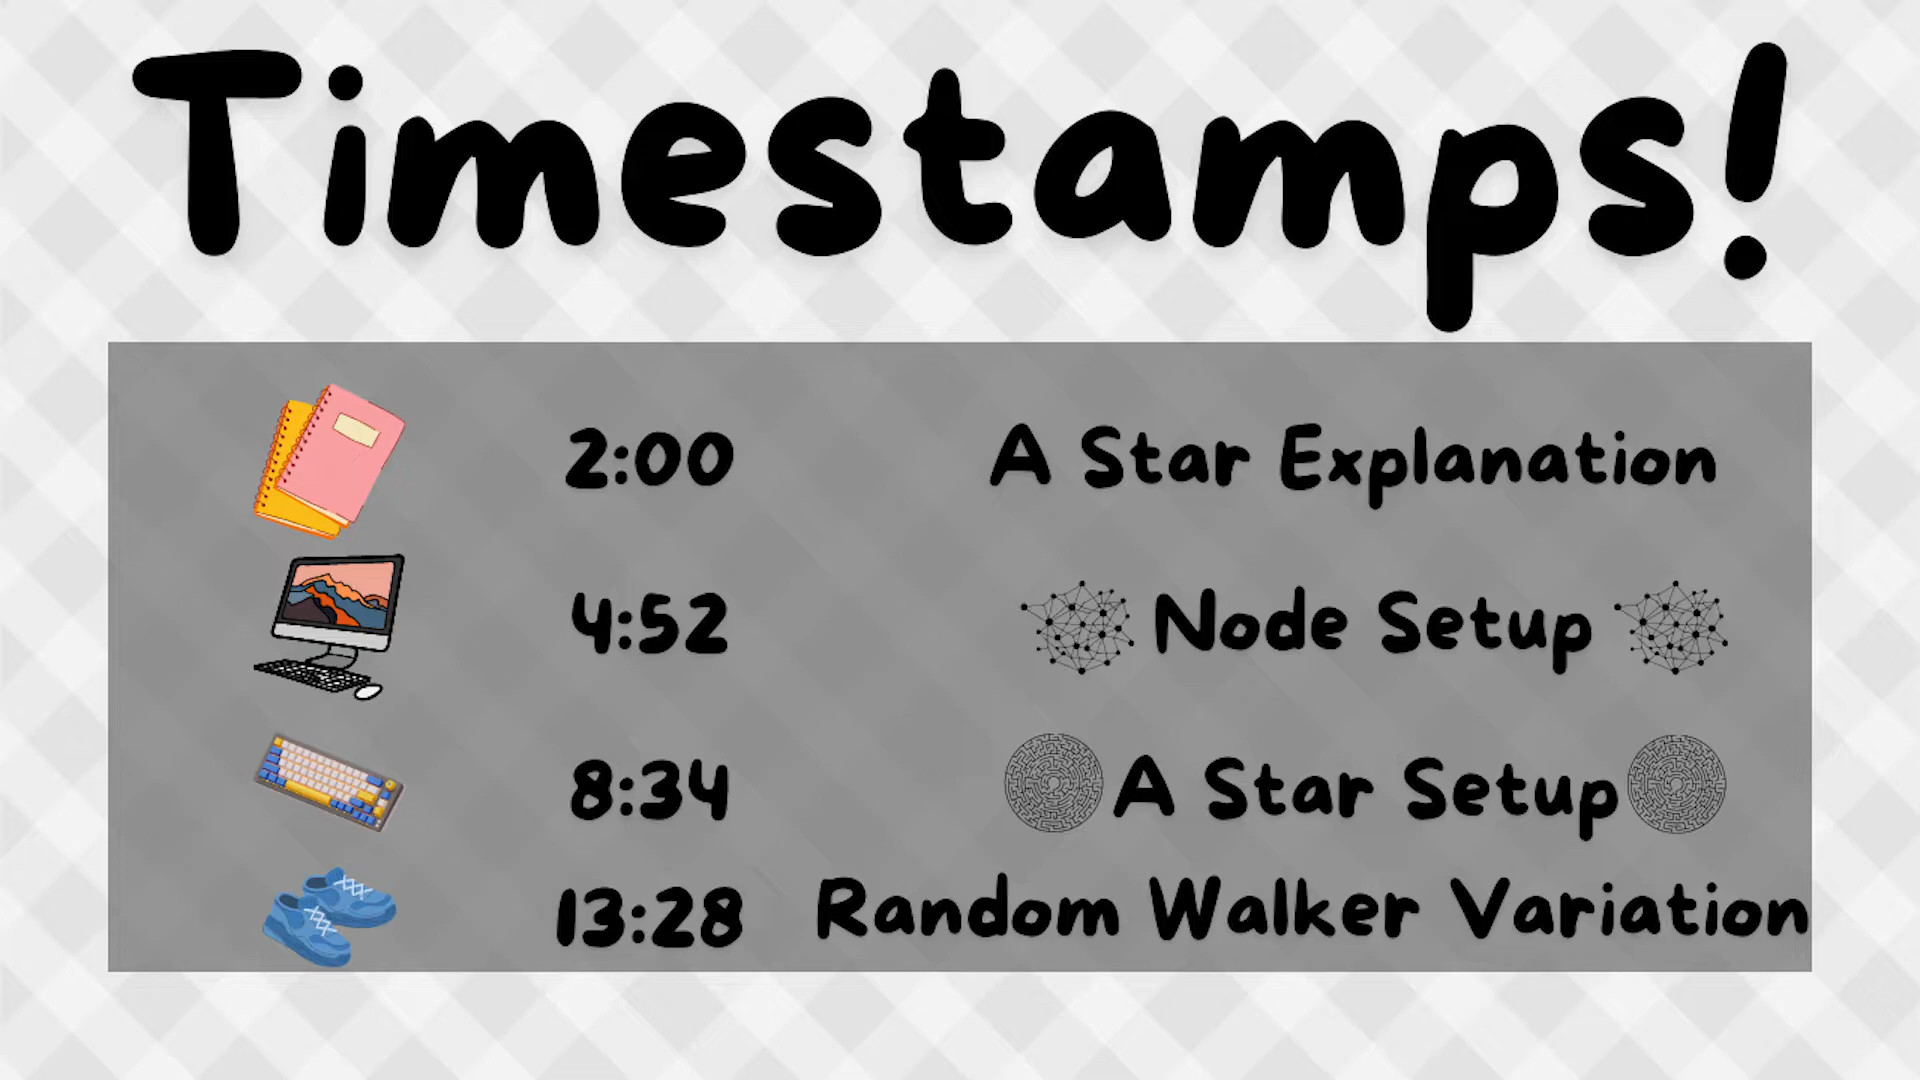 Timestamps!
2:00 A Star Explanation
4:52 Node Setup
8:34 A Star Setup
13:28 Random Walker Variation